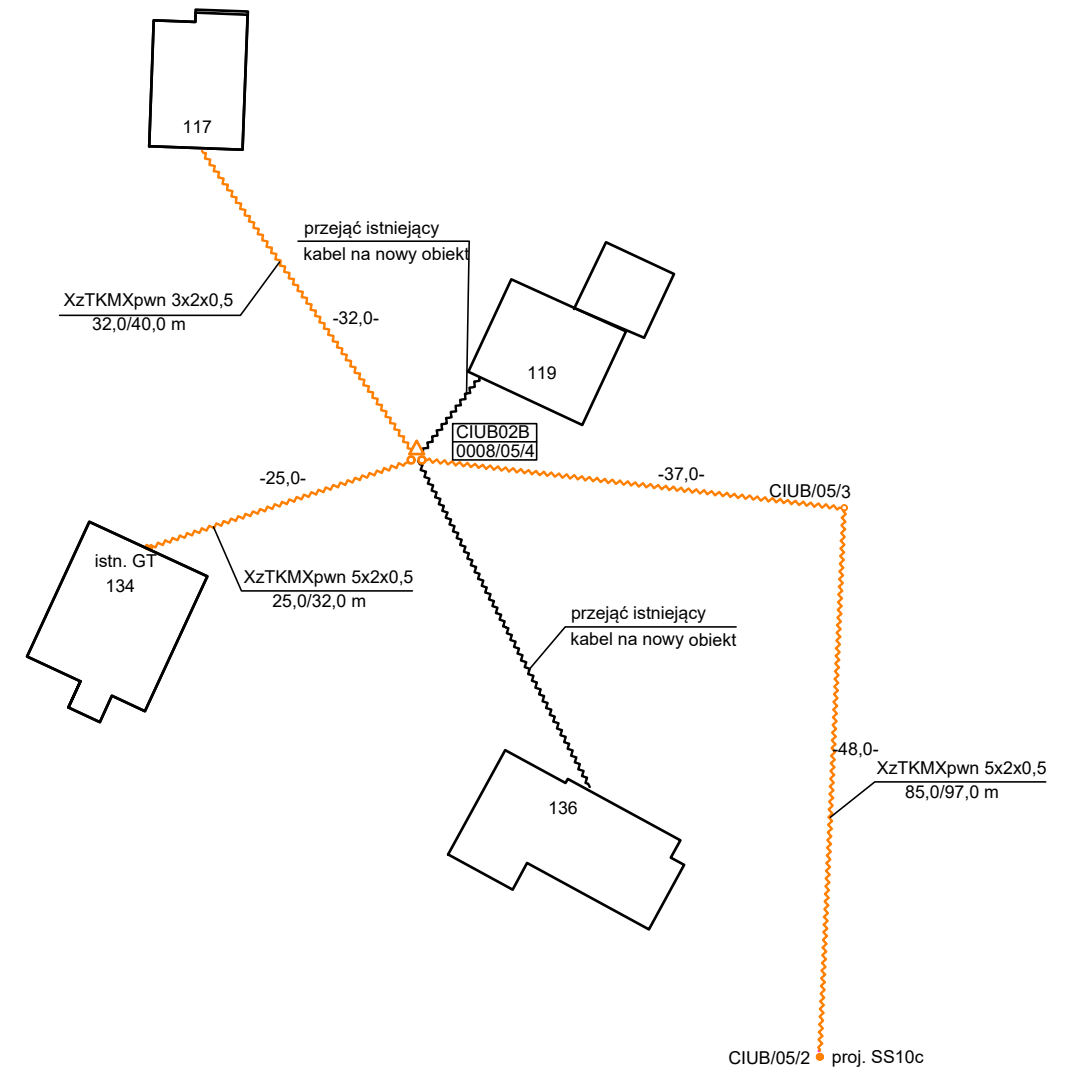 117
przejąć istniejący
kabel na nowy obiekt
XzTKMXpwn 3x2x0,5
32,0/40,0 m
-32,0-
119
CIUB02B
0008/05/4
-25,0-
-37,0-
CIUB/05/3
istn. GT
134
XzTKMXpwn 5x2x0,5
25,0/32,0 m
przejąć istniejący
kabel na nowy obiekt
-48,0-
XzTKMXpwn 5x2x0,5
85,0/97,0 m
136
CIUB/05/2
proj. SS10c